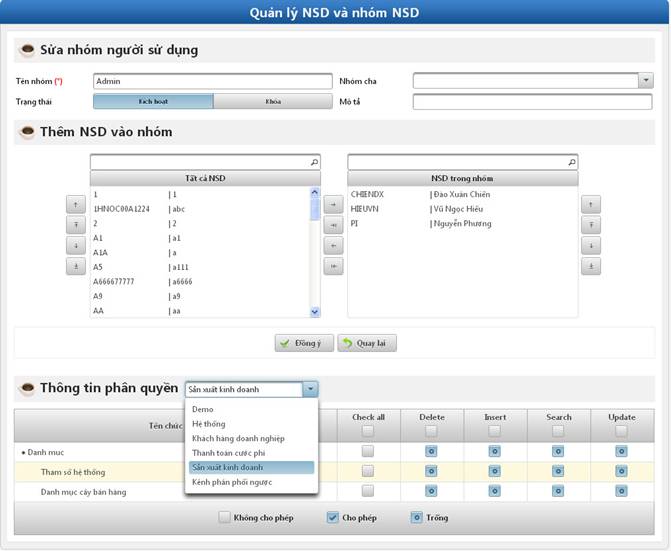 Quản lý NSD và nhóm NSD
Sửa nhóm người sử dụng
Tên nhóm (*) Admin Nhóm cha
Trạng thái Kích hoạt Khóa Mô tả
Thêm NSD vào nhóm
Tất cả NSD NSD trong nhóm
1 | 1 CHIENDX | Đào Xuân Chiến
1HNOC00A1224 | abc HIEUVN | Vũ Ngọc Hiếu
2 | 2 PI | Nguyễn Phương
A1 | a1
A1A | a
A5 | a111
A666677777 | a6666
A9 | a9
AA | aa
Đồng ý Quay lại
Thông tin phân quyền Sản xuất kinh doanh
Demo
Hệ thống
Khách hàng doanh nghiệp
Thanh toán cước phí
Sản xuất kinh doanh
Kênh phân phối ngược
Tên chức Check all Delete Insert Search Update
Danh mục
Tham số hệ thống
Danh mục cây bán hàng
Không cho phép Cho phép Trống